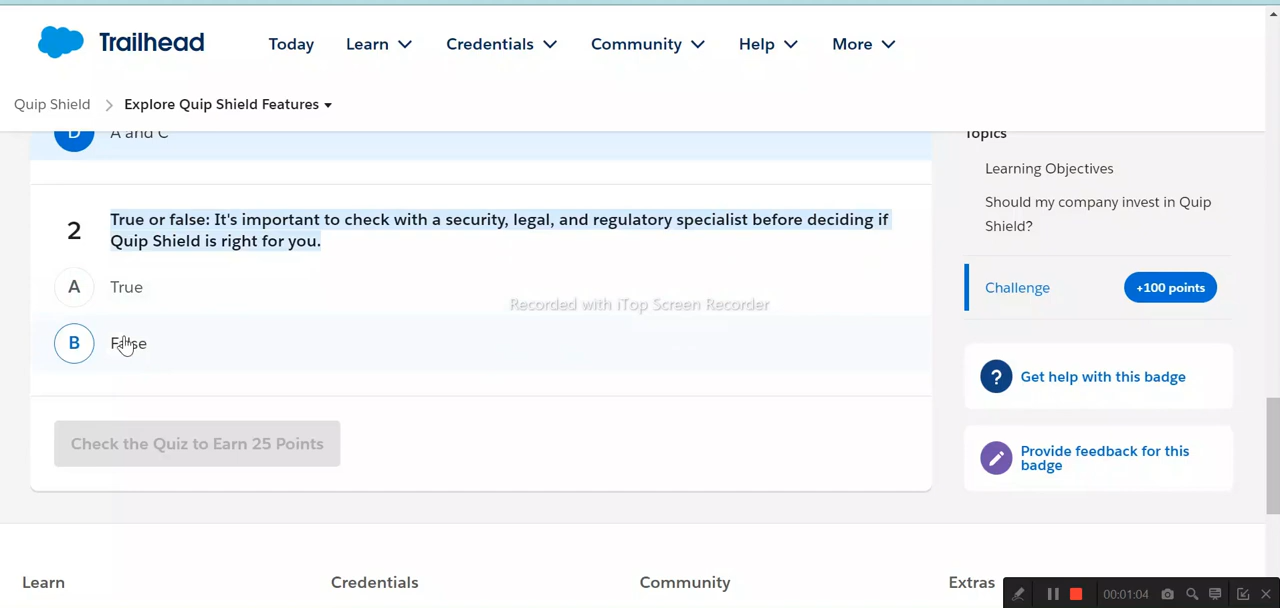 Trailhead
Today Learn Credentials Community Help More
Quip Shield Explore Quip Shield Features
D A and C
2 True or false: It's important to check with a security, legal, and regulatory specialist before deciding if
Quip Shield is right for you.
A True
B False
Check the Quiz to Earn 25 Points
Topics
Learning Objectives
Should my company invest in Quip
Shield?
Challenge +100 points
? Get help with this badge
Provide feedback for this
badge
Recorded with iTop Screen Recorder
Learn Credentials Community Extras
00:01:04